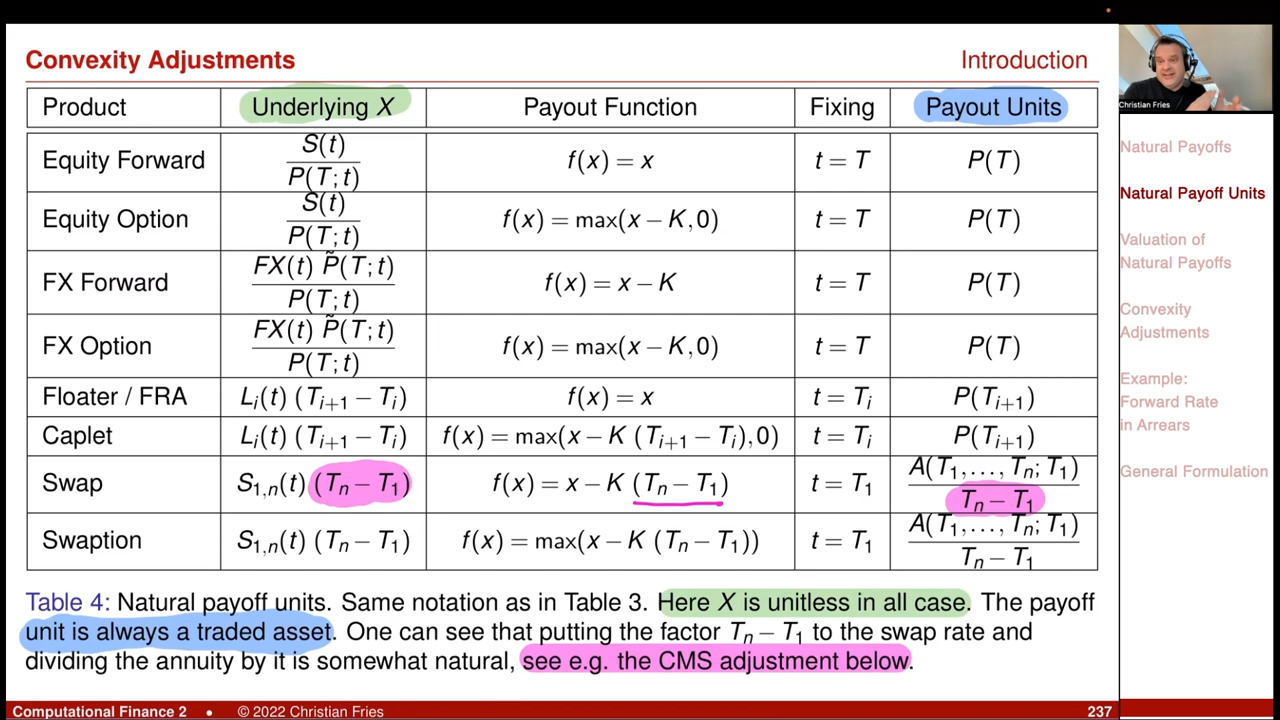 Convexity Adjustments Introduction
Product Underlying X Payout Function Fixing Payout Units
Equity Forward S(t) / P(T;t) f(x) = x t = T P(T)
Equity Option S(t) / P(T;t) f(x) = max(x − K,0) t = T P(T)
FX Forward FX(t) P̃(T;t) / P(T;t) f(x) = x − K t = T P(T)
FX Option FX(t) P̃(T;t) / P(T;t) f(x) = max(x − K,0) t = T P(T)
Floater / FRA L_i(t) (T_{i+1} − T_i) f(x) = x t = T_i P(T_{i+1})
Caplet L_i(t) (T_{i+1} − T_i) f(x) = max(x − K (T_{i+1} − T_i),0) t = T_i P(T_{i+1})
Swap S_{1,n}(t) (T_n − T_1) f(x) = x − K (T_n − T_1) t = T_1 A(T_1,...,T_n;T_1) / T_n − T_1
Swaption S_{1,n}(t) (T_n − T_1) f(x) = max(x − K (T_n − T_1)) t = T_1 A(T_1,...,T_n;T_1) / T_n − T_1
Table 4: Natural payoff units. Same notation as in Table 3. Here X is unitless in all case. The payoff
unit is always a traded asset. One can see that putting the factor T_n − T_1 to the swap rate and
dividing the annuity by it is somewhat natural, see e.g. the CMS adjustment below.
Computational Finance 2 • © 2022 Christian Fries 237
Christian Fries
Natural Payoffs
Natural Payoff Units
Valuation of
Natural Payoffs
Convexity
Adjustments
Example:
Forward Rate
in Arrears
General Formulation